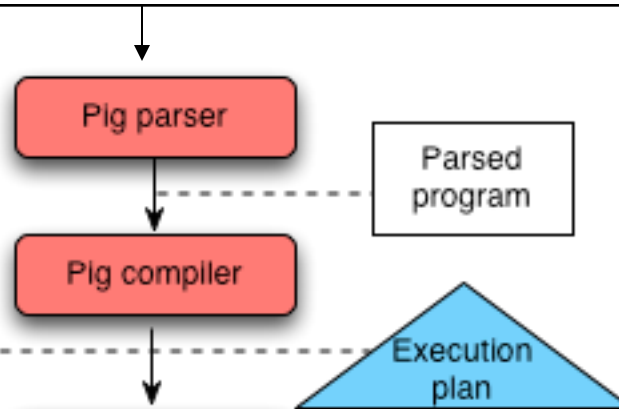 Pig parser
Parsed
program
Pig compiler
Execution
plan